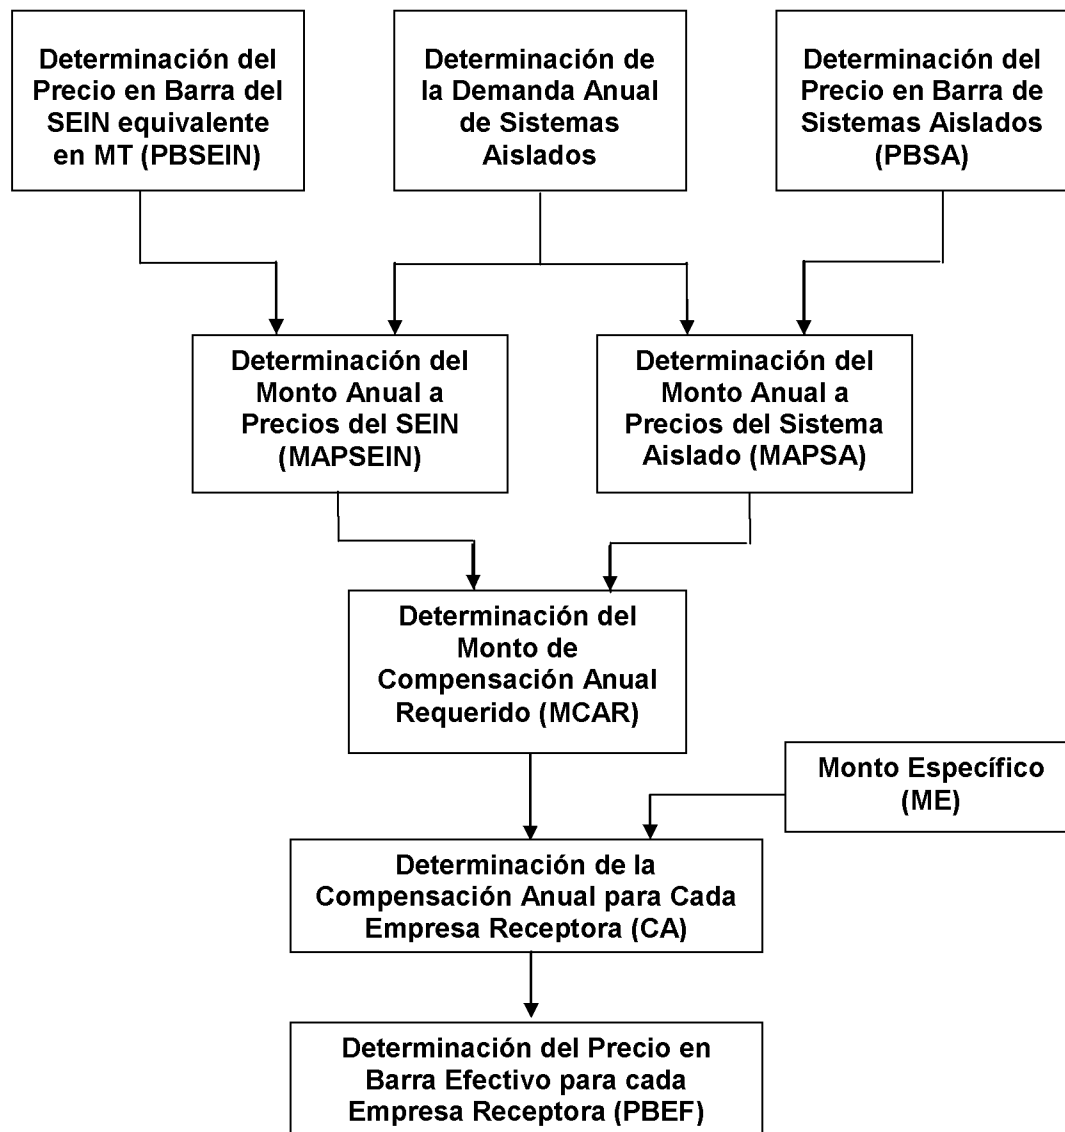 Determinación del
Precio en Barra del
SEIN equivalente
en MT (PBSEIN)
Determinación de
la Demanda Anual
de Sistemas
Aislados
Determinación del
Precio en Barra de
Sistemas Aislados
(PBSA)
Determinación del
Monto Anual a
Precios del SEIN
(MAPSEIN)
Determinación del
Monto Anual a
Precios del Sistema
Aislado (MAPSA)
Determinación del
Monto de
Compensación Anual
Requerido (MCAR)
Monto Específico
(ME)
Determinación de la
Compensación Anual para Cada
Empresa Receptora (CA)
Determinación del Precio en
Barra Efectivo para cada
Empresa Receptora (PBEF)